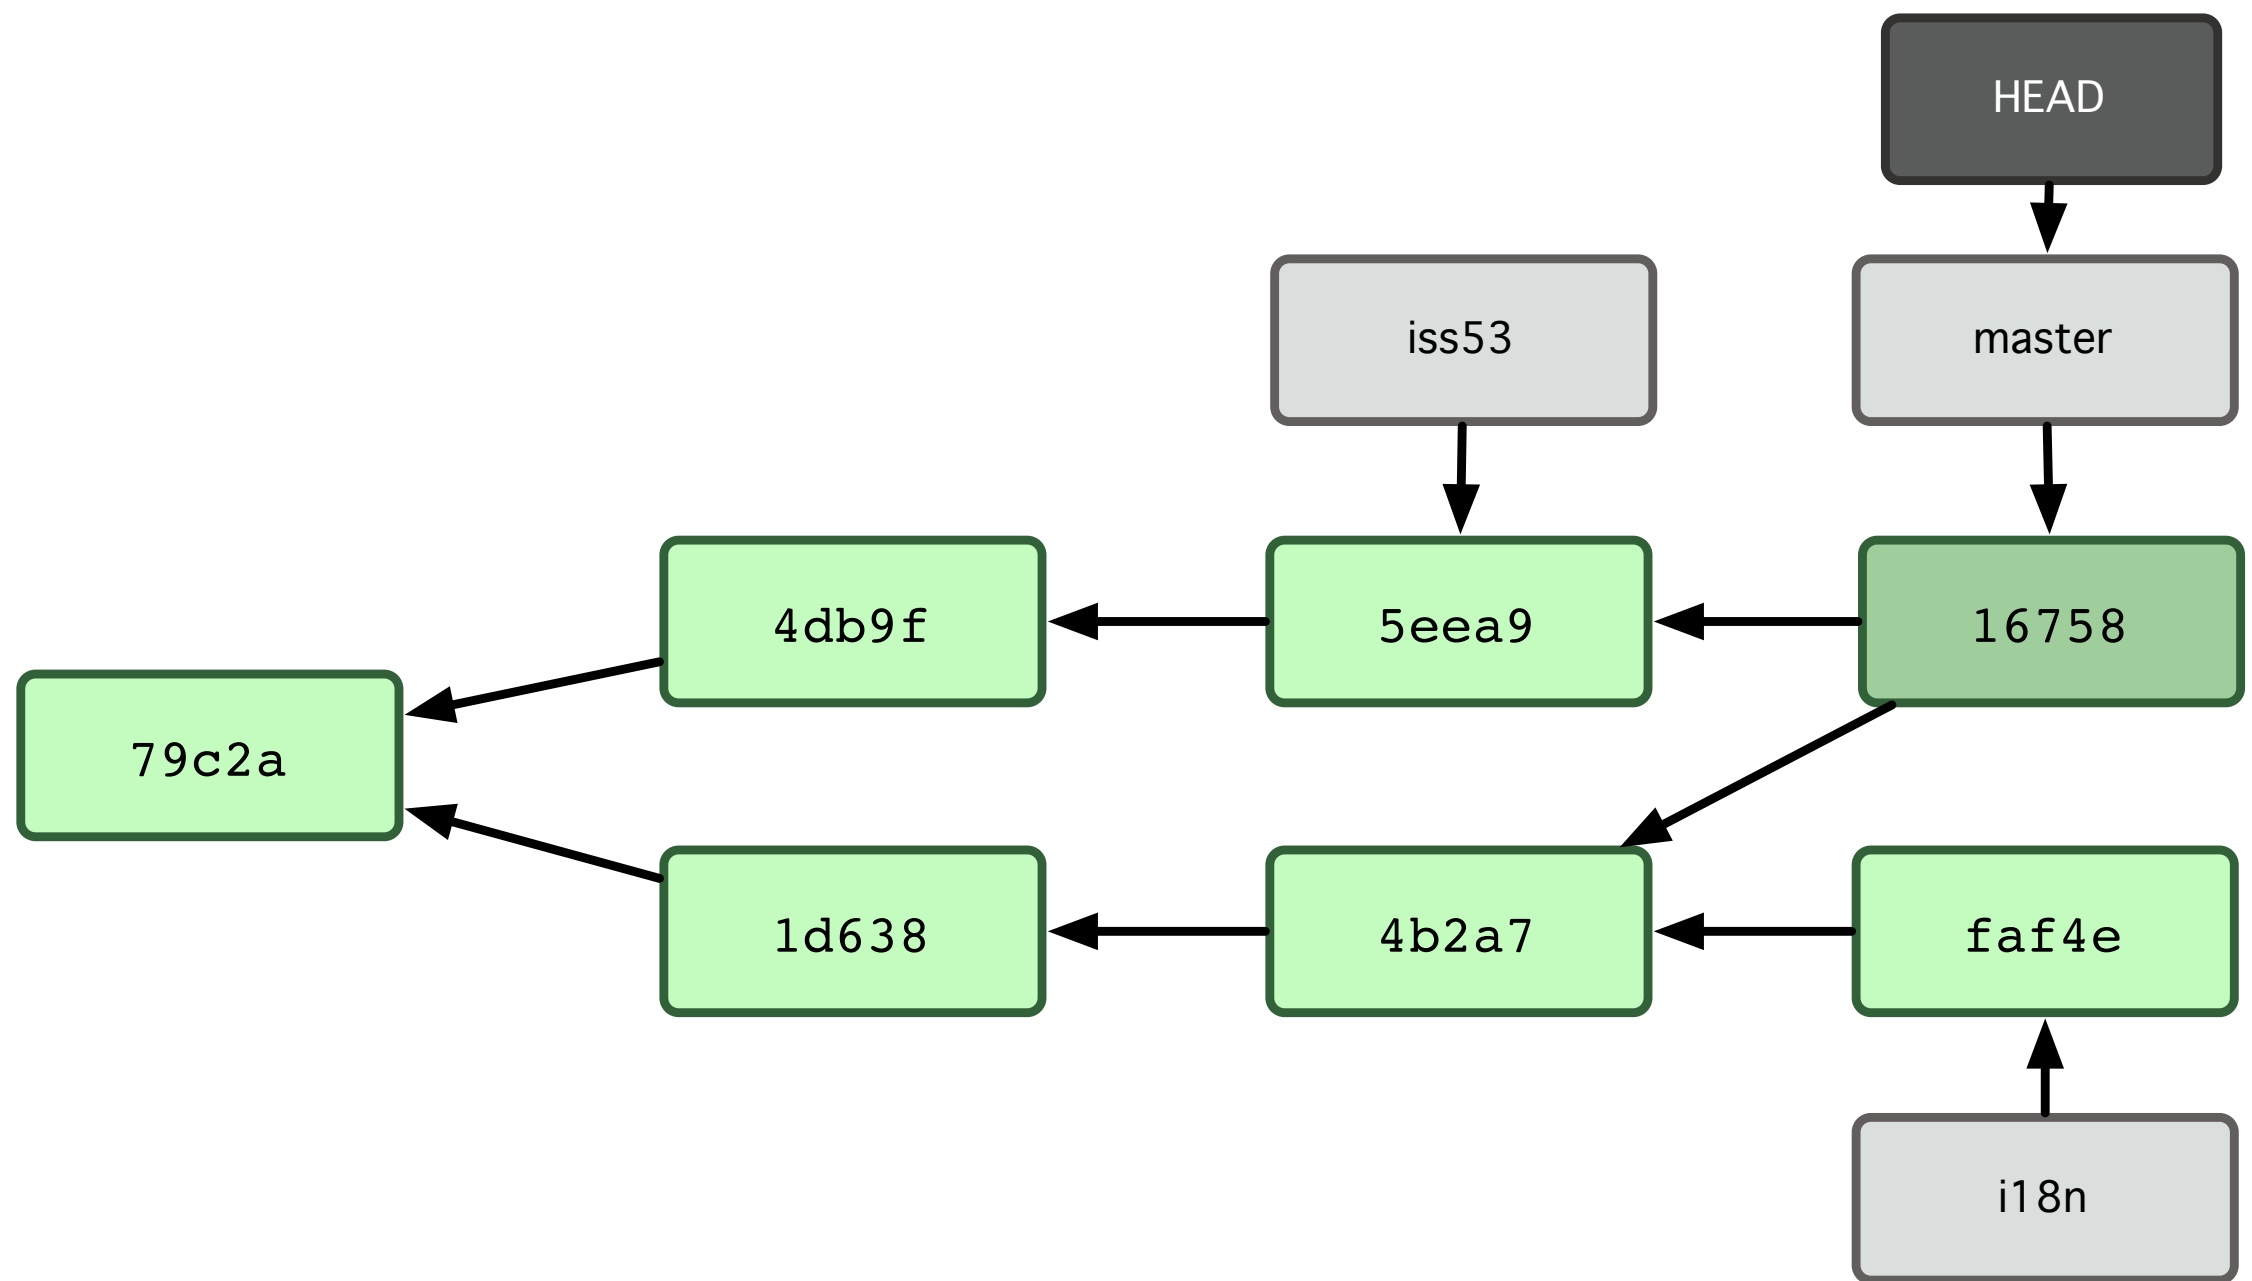 HEAD
iss53
master
4db9f
5eea9
16758
79c2a
1d638
4b2a7
faf4e
i18n